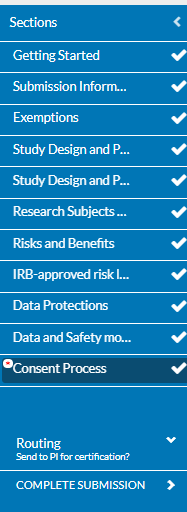 Sections
Getting Started
Submission Inform...
Exemptions
Study Design and P...
Study Design and P...
Research Subjects ...
Risks and Benefits
IRB-approved risk l...
Data Protections
Data and Safety mo...
Consent Process
Routing
Send to PI for certification?
COMPLETE SUBMISSION